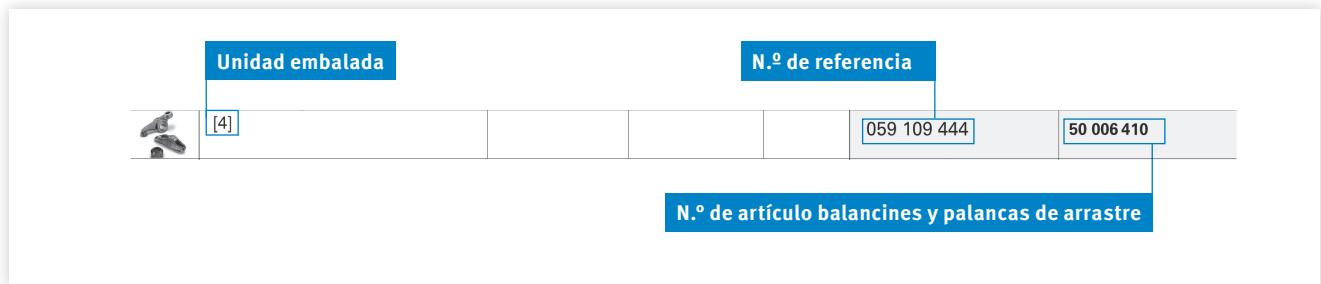 Unidad embalada
N.º de referencia
[4]
059 109 444
50 006 410
N.º de artículo balancines y palancas de arrastre